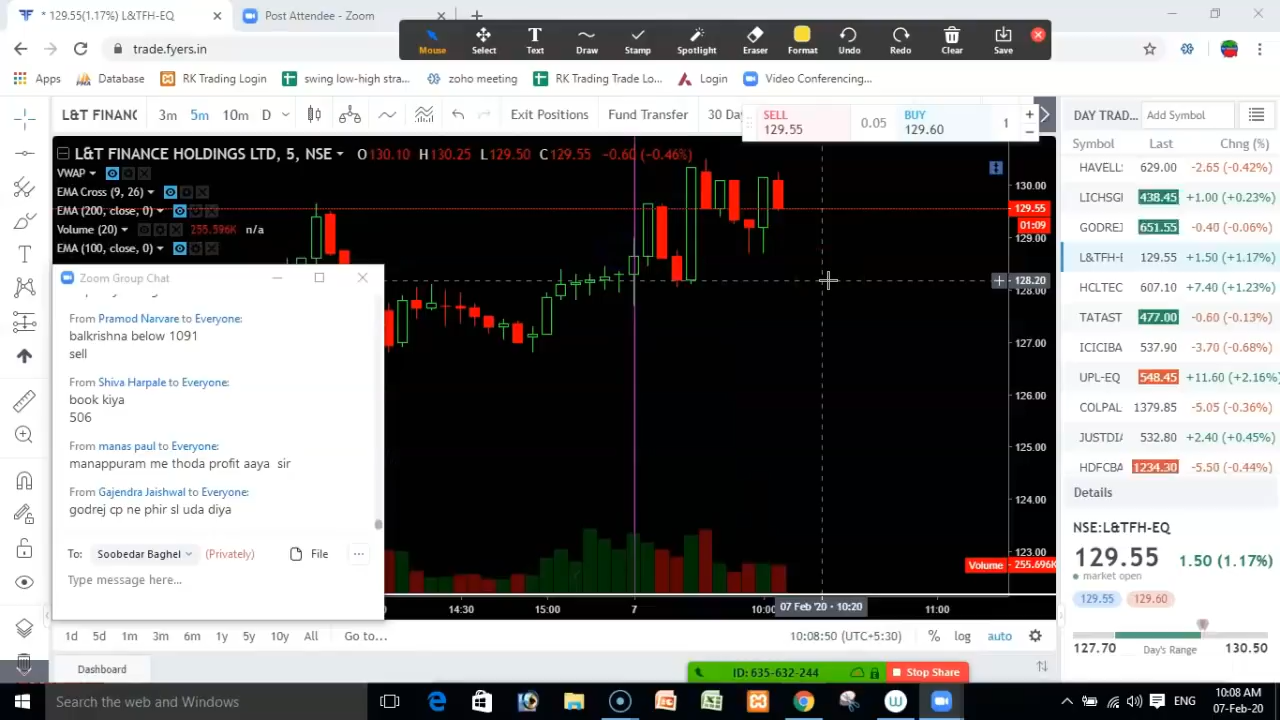 * 129.55(1.17%) L&TFH-EQ
Post Attendee - Zoom
trade.fyers.in
Mouse
Select
Text
Draw
Stamp
Spotlight
Eraser
Format
Undo
Redo
Clear
Save
Apps
Database
RK Trading Login
swing low-high stra...
zoho meeting
RK Trading Trade Lo...
Login
Video Conferencing...
L&T FINANC
3m
5m
10m
D
Exit Positions
Fund Transfer
30 Day
SELL
129.55
0.05
BUY
129.60
1
L&T FINANCE HOLDINGS LTD, 5, NSE
O130.10 H130.25 L129.50 C129.55 -0.60 (-0.46%)
VWAP
EMA Cross (9, 26)
EMA (200, close, 0)
Volume (20) 255.596K n/a
EMA (100, close, 0)
130.00
129.55
01:09
129.00
128.20
128.00
127.00
126.00
125.00
124.00
123.00
Volume 255.696K
Zoom Group Chat
From Pramod Narvare to Everyone:
balkrishna below 1091
sell
From Shiva Harpale to Everyone:
book kiya
506
From manas paul to Everyone:
manappuram me thoda profit aaya sir
From Gajendra Jaishwal to Everyone:
godrej cp ne phir sl uda diya
To: Soobedar Baghel (Privately)
File
Type message here...
14:30
15:00
7
10:00
07 Feb '20 - 10:20
11:00
1d 5d 1m 3m 6m 1y 5y 10y All Go to...
10:08:50 (UTC+5:30)
% log auto
Dashboard
ID: 635-632-244
Stop Share
DAY TRAD...
Add Symbol
Symbol Last Chng (%)
HAVELL 629.00 -2.65 (-0.42%)
LICHSGI 438.45 +1.00 (+0.23%)
GODREJ 651.55 -0.40 (-0.06%)
L&TFH-E 129.55 +1.50 (+1.17%)
HCLTEC 607.10 +7.40 (+1.23%)
TATAST 477.00 -0.60 (-0.13%)
ICICIBA 537.90 -3.70 (-0.68%)
UPL-EQ 548.45 +11.60 (+2.16%)
COLPAL 1379.85 -5.05 (-0.36%)
JUSTDIA 532.80 +2.40 (+0.45%)
HDFCBA 1234.30 -5.50 (-0.44%)
Details
NSE:L&TFH-EQ
129.55 1.50 (1.17%)
market open
129.55 129.60
127.70 Day's Range 130.50
Search the web and Windows
ENG
10:08 AM
07-Feb-20